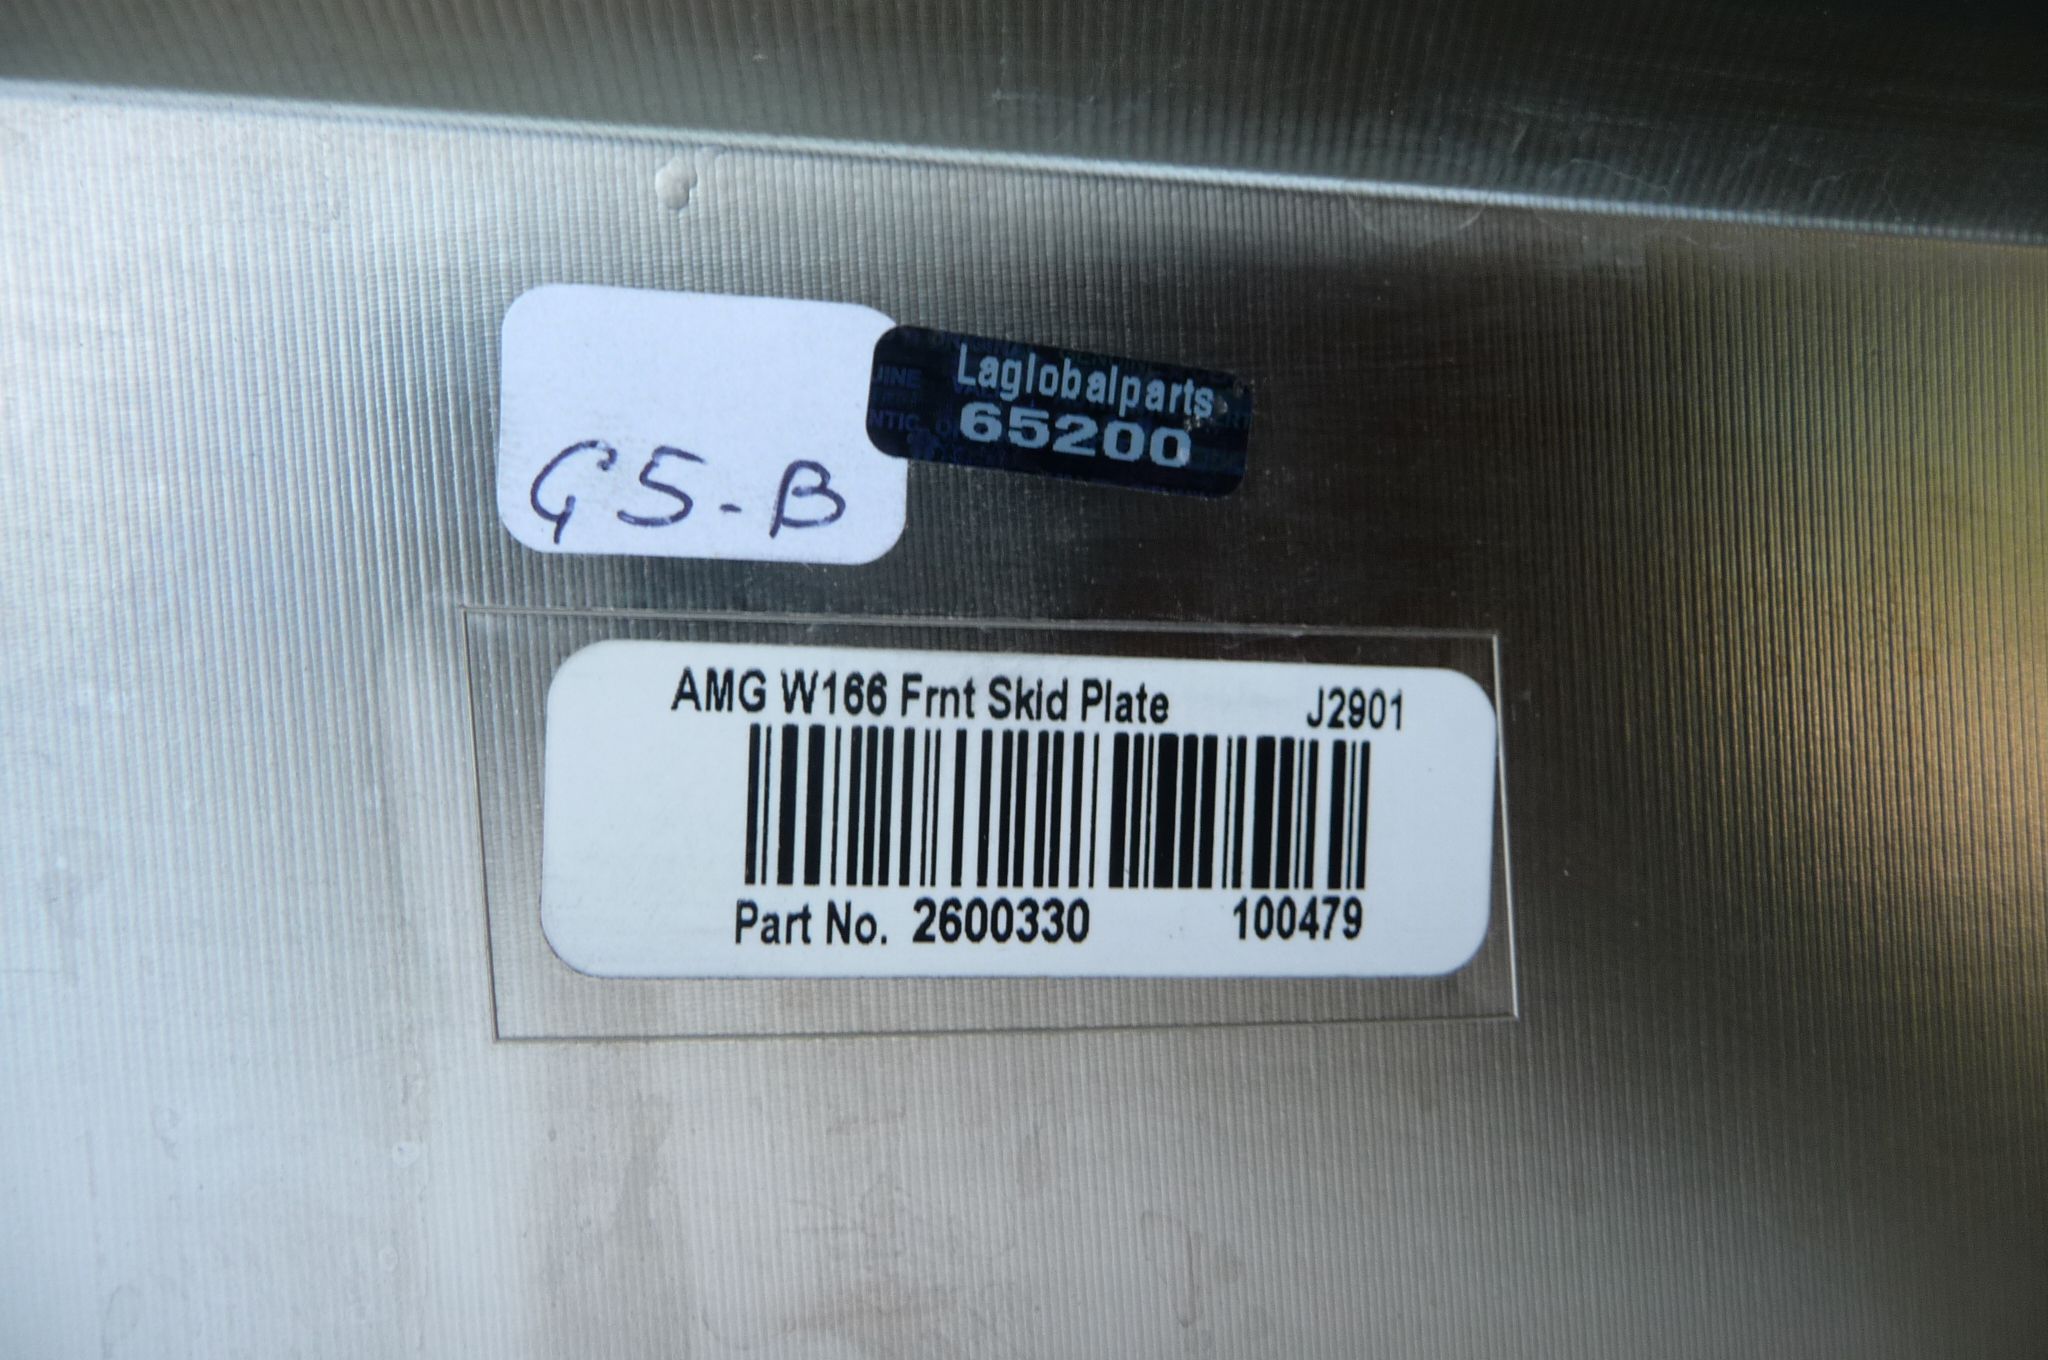 G5-B
Laglobalparts
65200
AMG W166 Frnt Skid Plate J2901
Part No. 2600330 100479